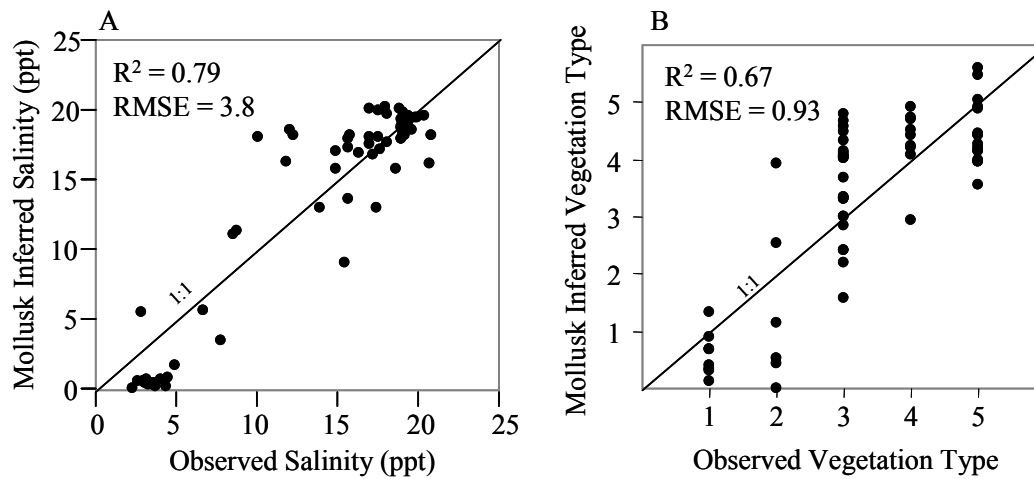 A
Mollusk Inferred Salinity (ppt)
25
20
15
10
5
0
R² = 0.79
RMSE = 3.8
1:1
0 5 10 15 20 25
Observed Salinity (ppt)
B
Mollusk Inferred Vegetation Type
5
4
3
2
1
R² = 0.67
RMSE = 0.93
1:1
1 2 3 4 5
Observed Vegetation Type